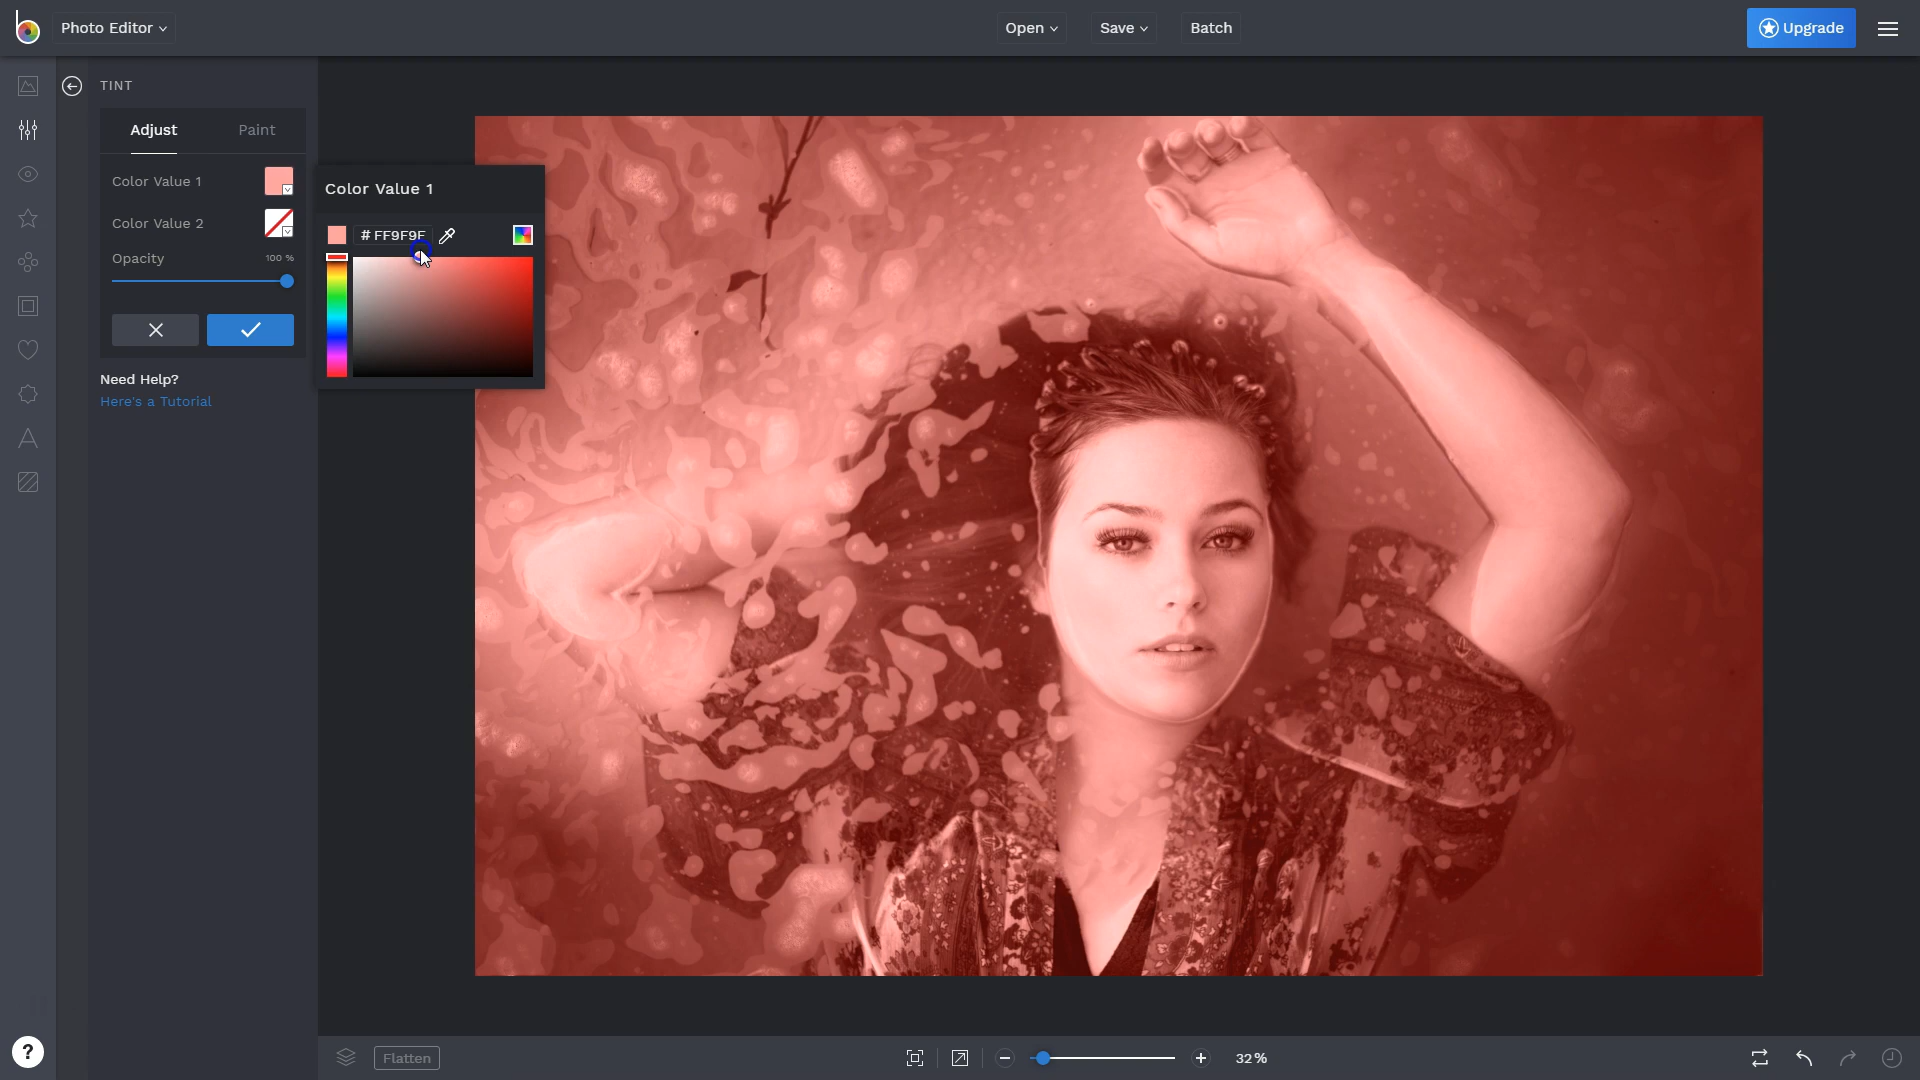 Photo Editor
Open
Save
Batch
Upgrade
TINT
Adjust
Paint
Color Value 1
Color Value 2
Opacity
100 %
Need Help?
Here's a Tutorial
Color Value 1
# FF9F9F
?
Flatten
32 %